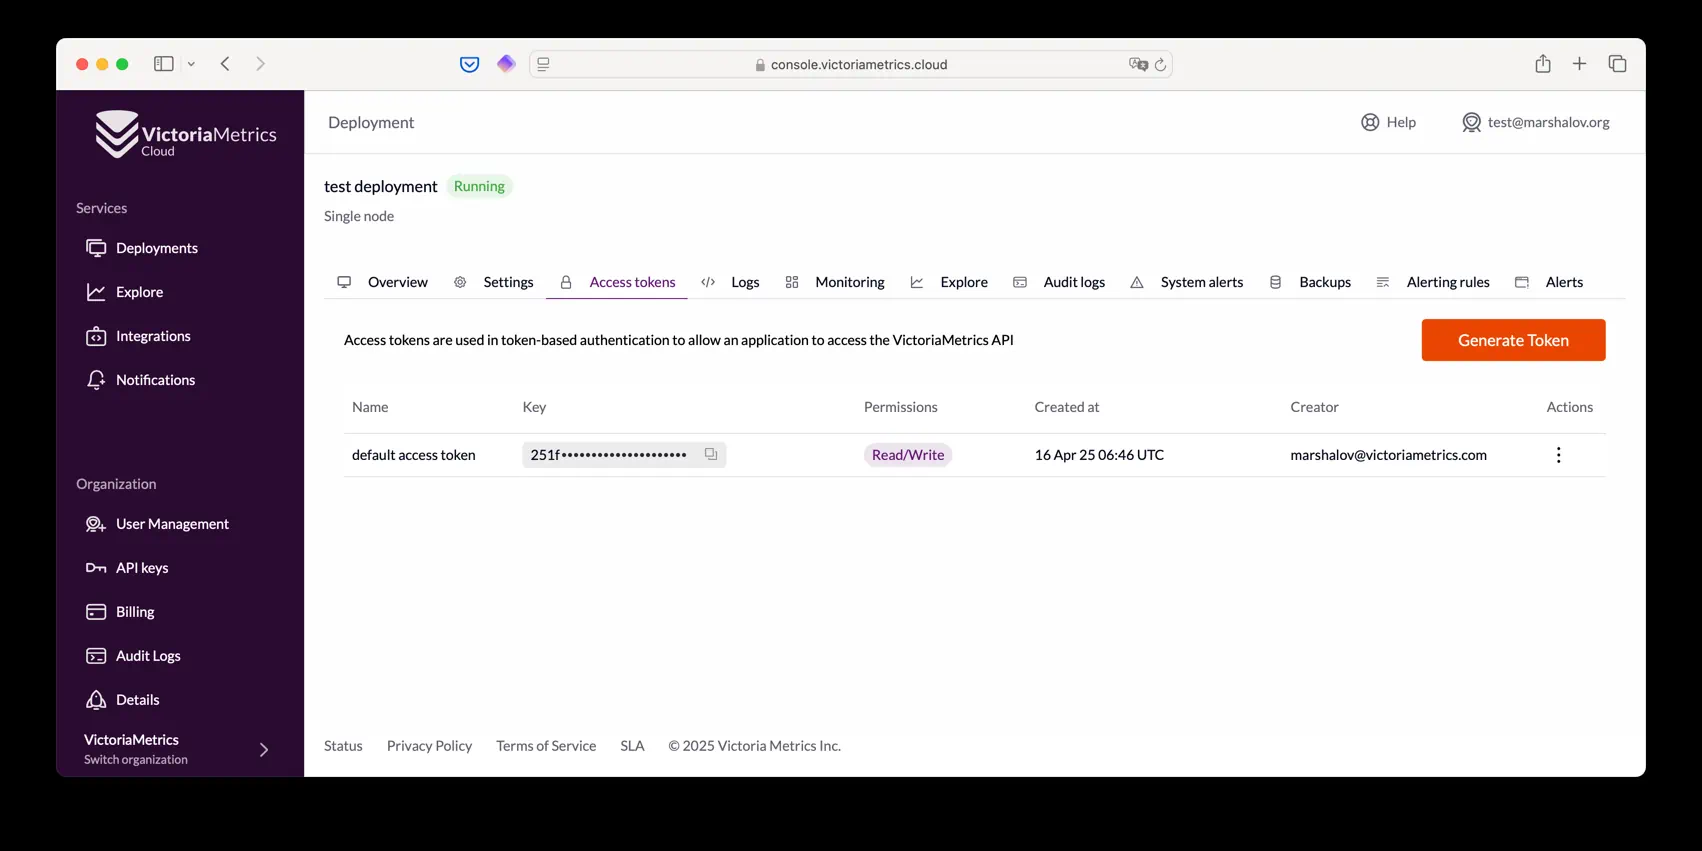 console.victoriametrics.cloud
VictoriaMetrics
Cloud
Deployment
Help
test@marshalov.org
test deployment
Running
Single node
Services
Deployments
Explore
Integrations
Notifications
Organization
User Management
API keys
Billing
Audit Logs
Details
VictoriaMetrics
Switch organization
Overview
Settings
Access tokens
Logs
Monitoring
Explore
Audit logs
System alerts
Backups
Alerting rules
Alerts
Access tokens are used in token-based authentication to allow an application to access the VictoriaMetrics API
Generate Token
Name
Key
Permissions
Created at
Creator
Actions
default access token
251f•••••••••••••••••••••
Read/Write
16 Apr 25 06:46 UTC
marshalov@victoriametrics.com
Status
Privacy Policy
Terms of Service
SLA
© 2025 Victoria Metrics Inc.